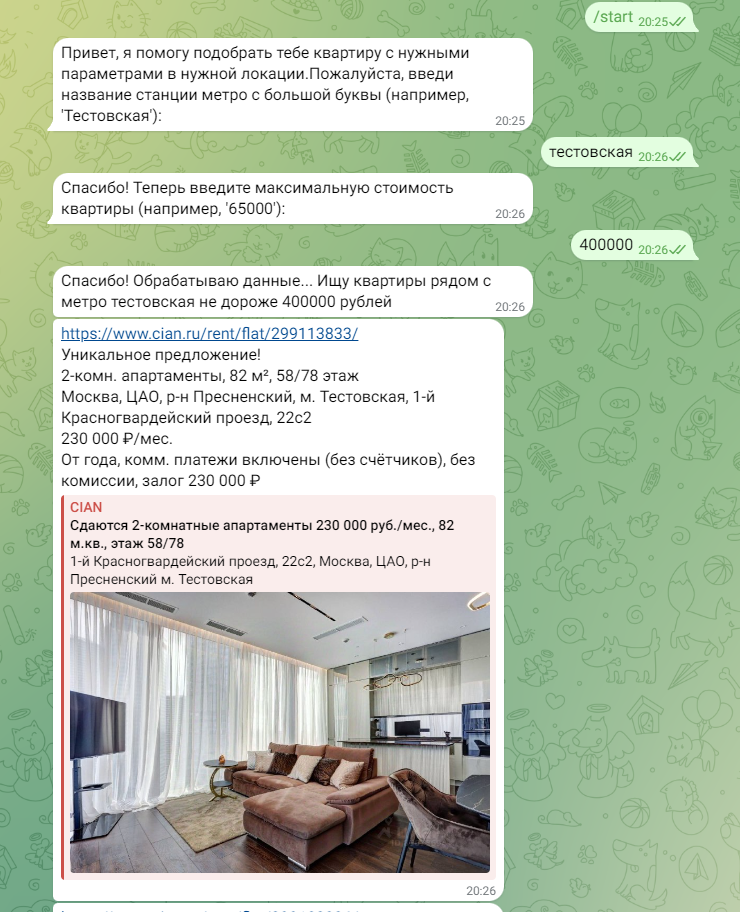 /start 20:25
Привет, я помогу подобрать тебе квартиру с нужными
параметрами в нужной локации.Пожалуйста, введи
название станции метро с большой буквы (например,
'Тестовская'):
20:25
тестовская 20:26
Спасибо! Теперь введите максимальную стоимость
квартиры (например, '65000'):
20:26
400000 20:26
Спасибо! Обрабатываю данные... Ищу квартиры рядом с
метро тестовская не дороже 400000 рублей
20:26
https://www.cian.ru/rent/flat/299113833/
Уникальное предложение!
2-комн. апартаменты, 82 м², 58/78 этаж
Москва, ЦАО, р-н Пресненский, м. Тестовская, 1-й
Красногвардейский проезд, 22с2
230 000 ₽/мес.
От года, комм. платежи включены (без счётчиков), без
комиссии, залог 230 000 ₽
CIAN
Сдаются 2-комнатные апартаменты 230 000 руб./мес., 82
м.кв., этаж 58/78
1-й Красногвардейский проезд, 22с2, Москва, ЦАО, р-н
Пресненский м. Тестовская
20:26